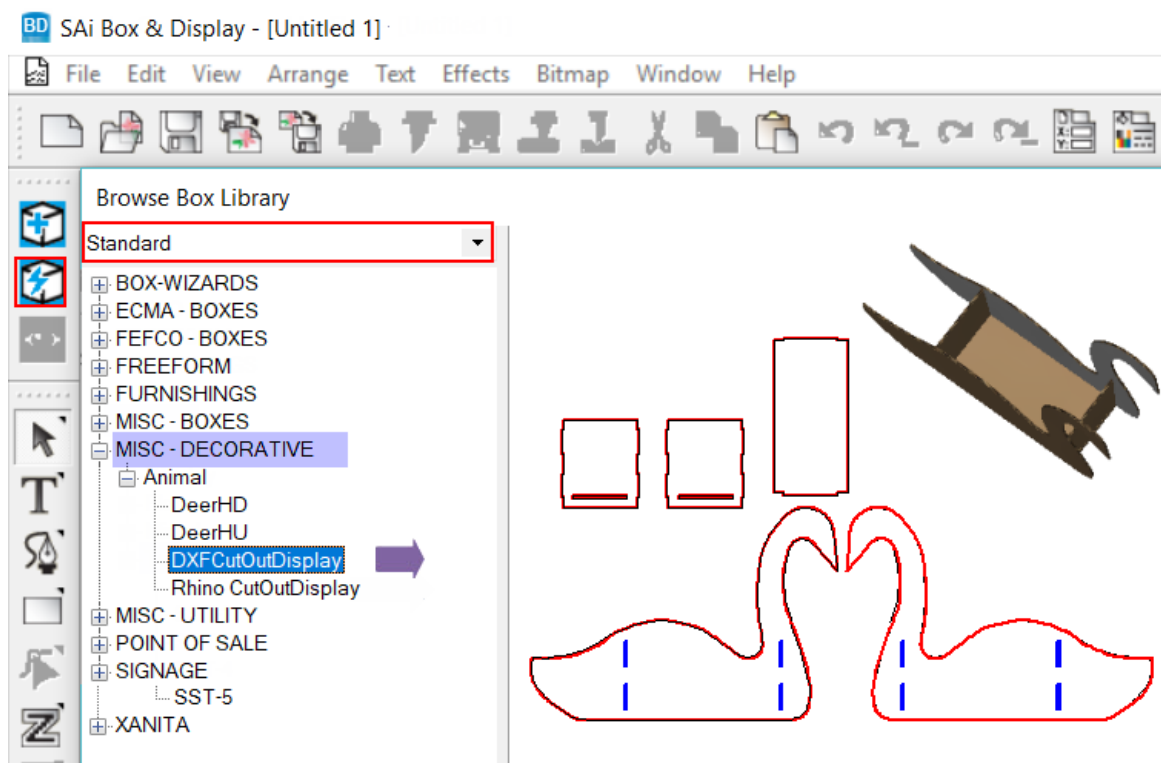 BD SAi Box & Display - [Untitled 1]
File Edit View Arrange Text Effects Bitmap Window Help
X:
Y:
Browse Box Library
Standard
BOX-WIZARDS
ECMA - BOXES
FEFCO - BOXES
FREEFORM
FURNISHINGS
MISC - BOXES
MISC - DECORATIVE
Animal
DeerHD
DeerHU
DXFCutOutDisplay
Rhino CutOutDisplay
MISC - UTILITY
POINT OF SALE
SIGNAGE
SST-5
XANITA
T
Z